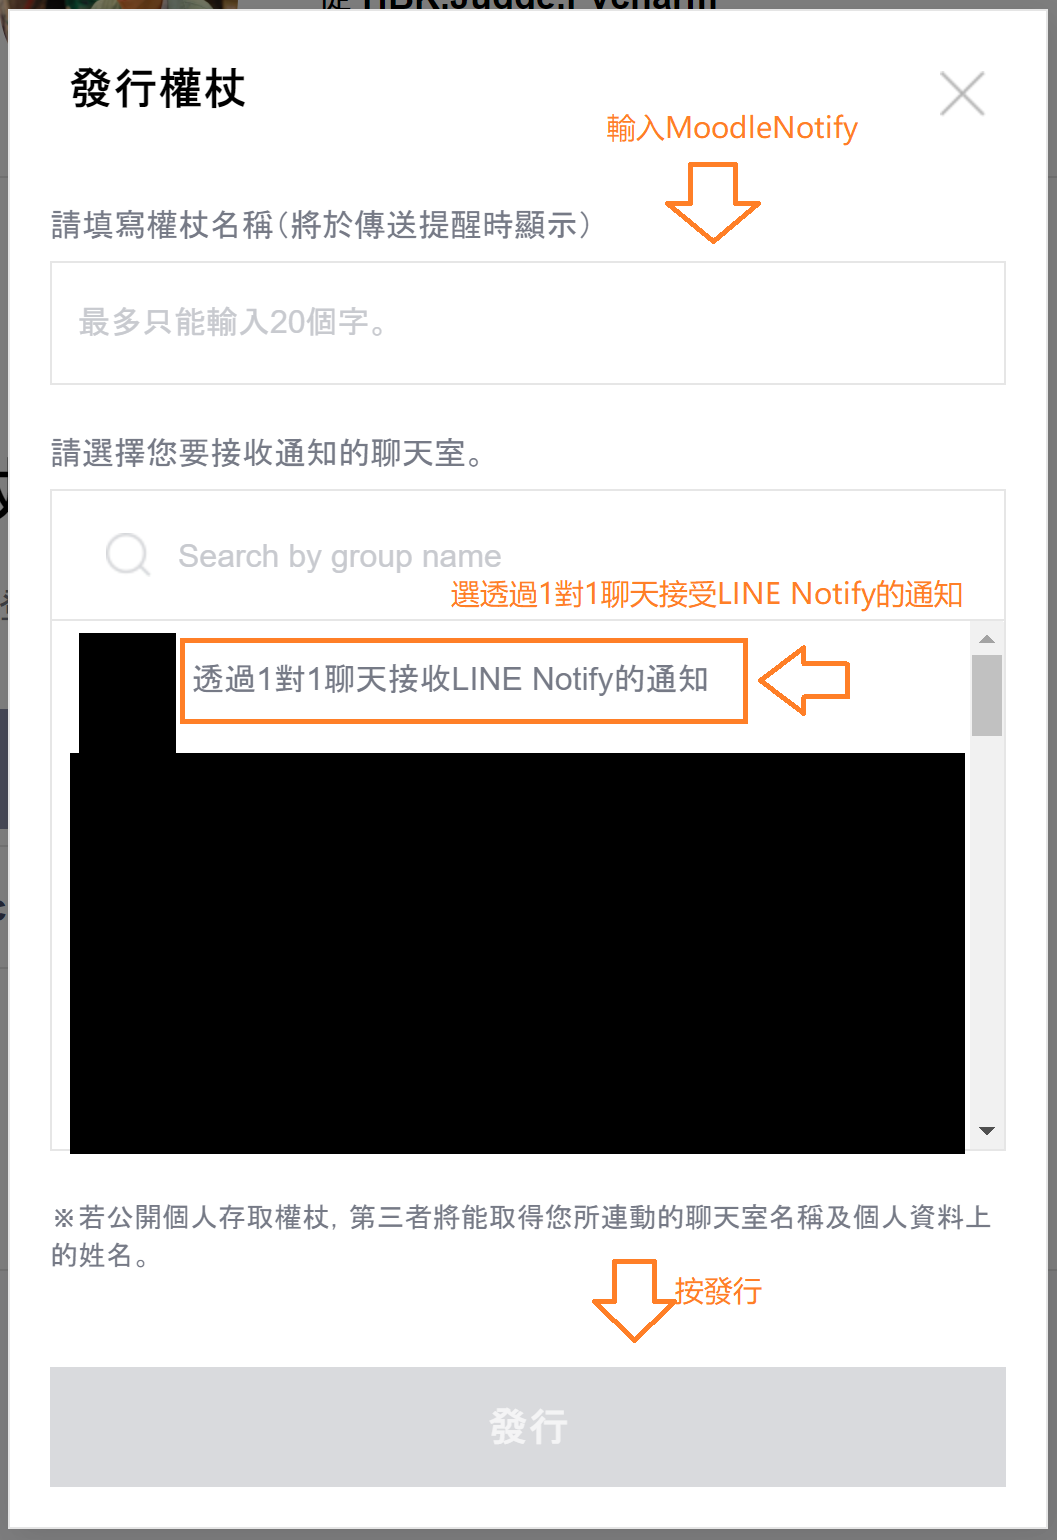 從 HBK.Judge.Pycharm
發行權杖
輸入MoodleNotify
請填寫權杖名稱(將於傳送提醒時顯示)
最多只能輸入20個字。
請選擇您要接收通知的聊天室。
Search by group name
選透過1對1聊天接受LINE Notify的通知
透過1對1聊天接收LINE Notify的通知
※若公開個人存取權杖, 第三者將能取得您所連動的聊天室名稱及個人資料上
的姓名。
按發行
發行